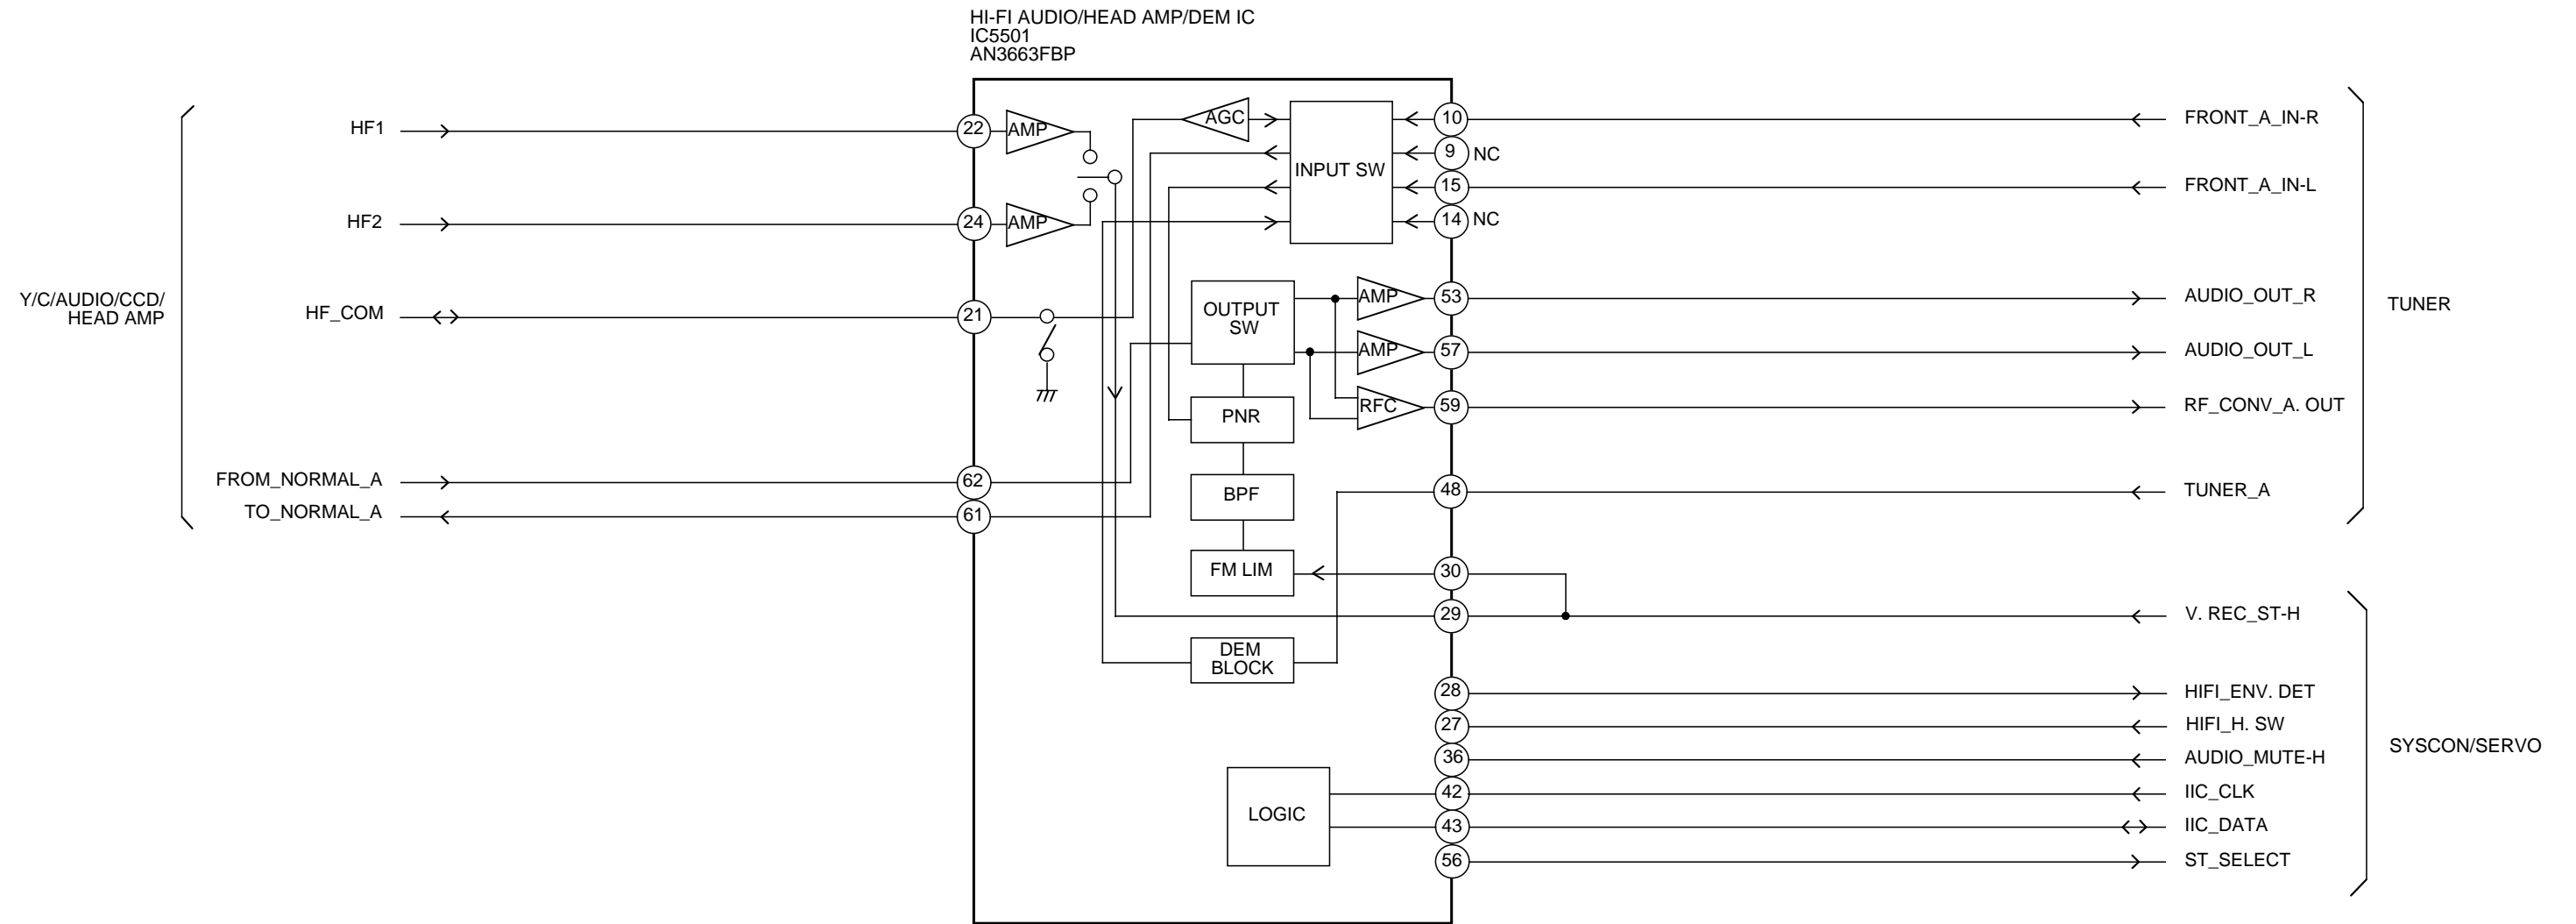 HI-FI AUDIO/HEAD AMP/DEM IC
IC5501
AN3663FBP
Y/C/AUDIO/CCD/
HEAD AMP
HF1
HF2
HF_COM
FROM_NORMAL_A
TO_NORMAL_A
22
24
21
62
61
AMP
AMP
AGC
INPUT SW
OUTPUT
SW
PNR
BPF
FM LIM
DEM
BLOCK
LOGIC
AMP
AMP
RFC
10
9
NC
15
14
NC
53
57
59
48
30
29
28
27
36
42
43
56
FRONT_A_IN-R
FRONT_A_IN-L
AUDIO_OUT_R
AUDIO_OUT_L
RF_CONV_A. OUT
TUNER_A
TUNER
V. REC_ST-H
HIFI_ENV. DET
HIFI_H. SW
AUDIO_MUTE-H
IIC_CLK
IIC_DATA
ST_SELECT
SYSCON/SERVO